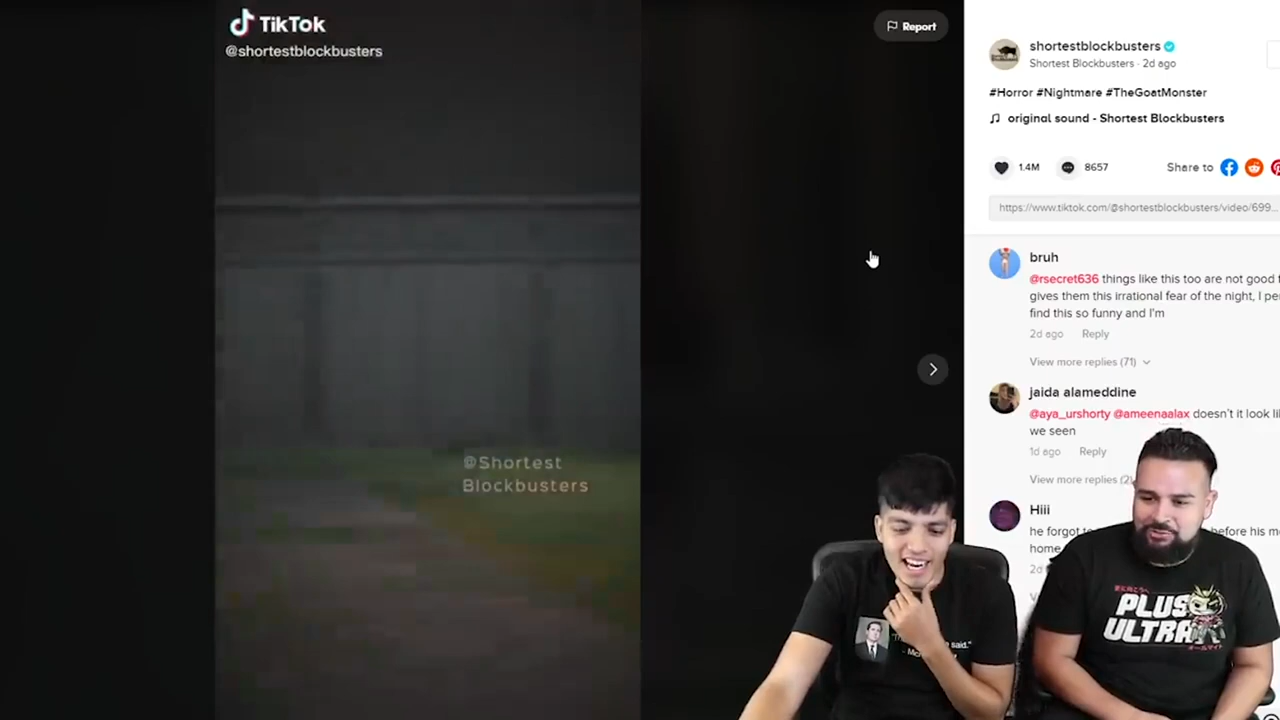 TikTok
@shortestblockbusters
Report
shortestblockbusters
Shortest Blockbusters · 2d ago
#Horror #Nightmare #TheGoatMonster
original sound - Shortest Blockbusters
1.4M
8657
Share to
https://www.tiktok.com/@shortestblockbusters/video/699...
bruh
@rsecret636 things like this too are not good
gives them this irrational fear of the night, I
find this so funny and I'm
2d ago
Reply
View more replies (71)
jaida alameddine
@aya_urshorty @ameenaalax doesn't it look
we seen
1d ago
Reply
View more replies (2)
@Shortest
Blockbusters
Hiii
he forgot before his
home
PLUS
ULTRA
said."